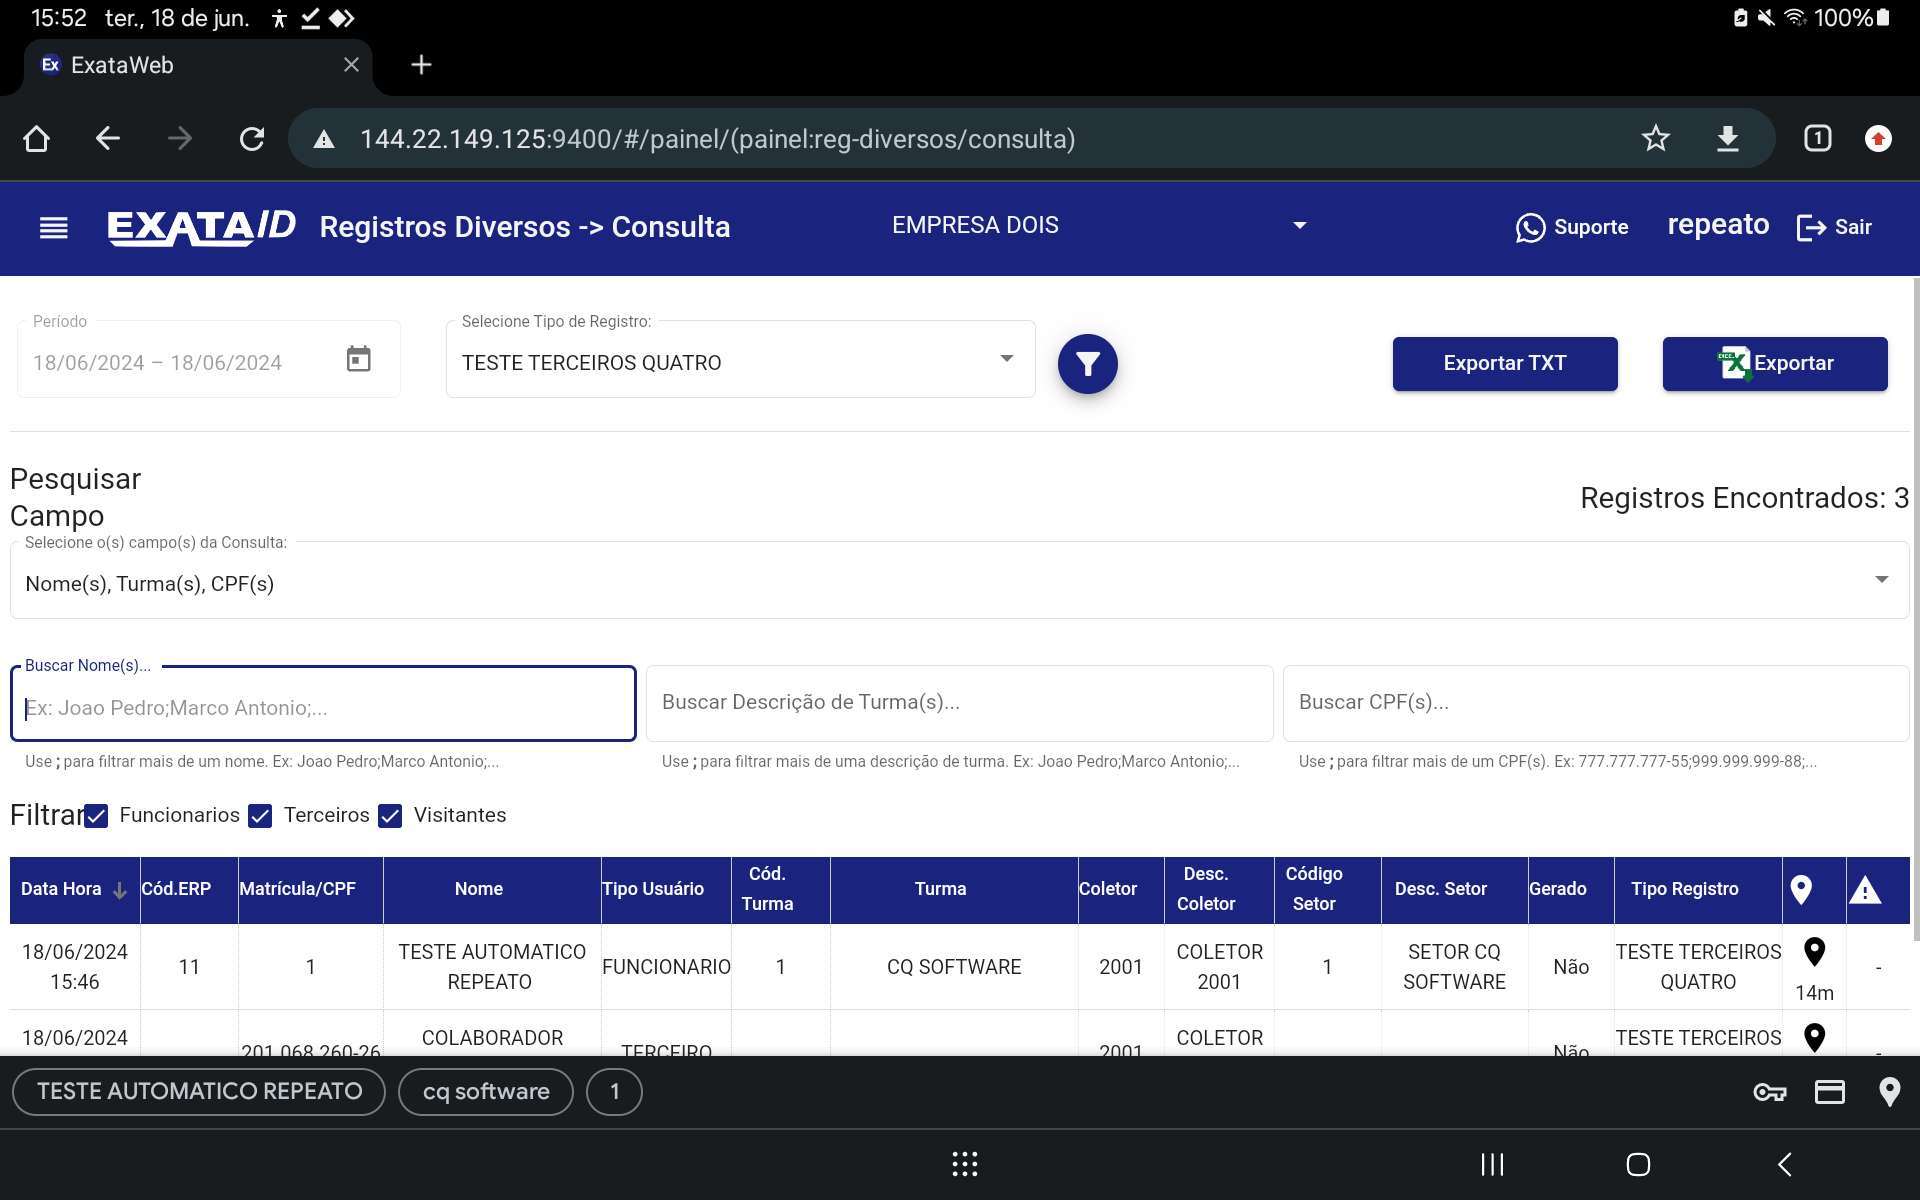 15:52 ter., 18 de jun. 100%
Ex ExataWeb
144.22.149.125:9400/#/painel/(painel:reg-diversos/consulta) 1
EXATA/ID Registros Diversos -> Consulta EMPRESA DOIS Suporte repeato Sair
Período
18/06/2024 – 18/06/2024
Selecione Tipo de Registro:
TESTE TERCEIROS QUATRO
Exportar TXT
Exportar
Pesquisar
Campo
Registros Encontrados: 3
Selecione o(s) campo(s) da Consulta:
Nome(s), Turma(s), CPF(s)
Buscar Nome(s)...
Ex: Joao Pedro;Marco Antonio;...
Buscar Descrição de Turma(s)...
Buscar CPF(s)...
Use ; para filtrar mais de um nome. Ex: Joao Pedro;Marco Antonio;...
Use ; para filtrar mais de uma descrição de turma. Ex: Joao Pedro;Marco Antonio;...
Use ; para filtrar mais de um CPF(s). Ex: 777.777.777-55;999.999.999-88;...
Filtrar Funcionarios Terceiros Visitantes
Data Hora Cód.ERP Matrícula/CPF Nome Tipo Usuário Cód. Turma Turma Coletor Desc. Coletor Código Setor Desc. Setor Gerado Tipo Registro
18/06/2024 15:46 11 1 TESTE AUTOMATICO REPEATO FUNCIONARIO 1 CQ SOFTWARE 2001 COLETOR 2001 1 SETOR CQ SOFTWARE Não TESTE TERCEIROS QUATRO 14m -
18/06/2024 201.068.260-26 COLABORADOR TERCEIRO 2001 COLETOR Não TESTE TERCEIROS -
TESTE AUTOMATICO REPEATO cq software 1